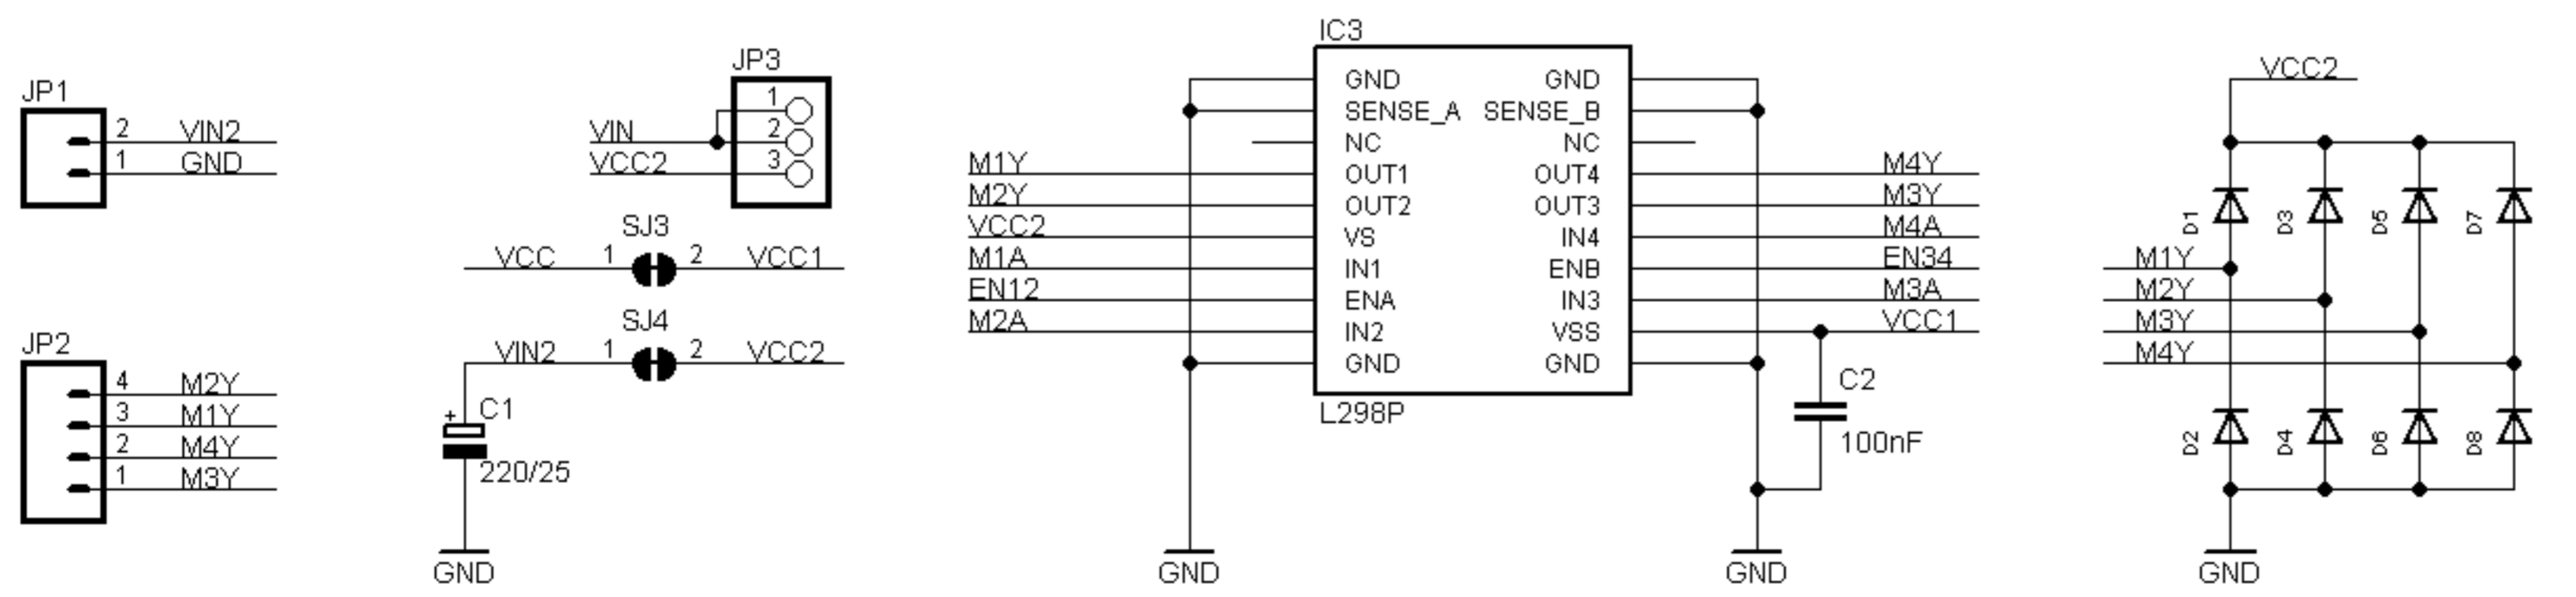 JP1
2 VIN2
1 GND
JP2
4 M2Y
3 M1Y
2 M4Y
1 M3Y
JP3
1
VIN 2
VCC2 3
SJ3
VCC 1 2 VCC1
SJ4
VIN2 1 2 VCC2
+ C1
220/25
GND
IC3
GND GND
SENSE_A SENSE_B
NC NC
M1Y OUT1 OUT4 M4Y
M2Y OUT2 OUT3 M3Y
VCC2 VS IN4 M4A
M1A IN1 ENB EN34
EN12 ENA IN3 M3A
M2A IN2 VSS VCC1
GND GND
L298P
C2
100nF
GND GND
VCC2
D1 D3 D5 D7
M1Y
M2Y
M3Y
M4Y
D2 D4 D6 D8
GND